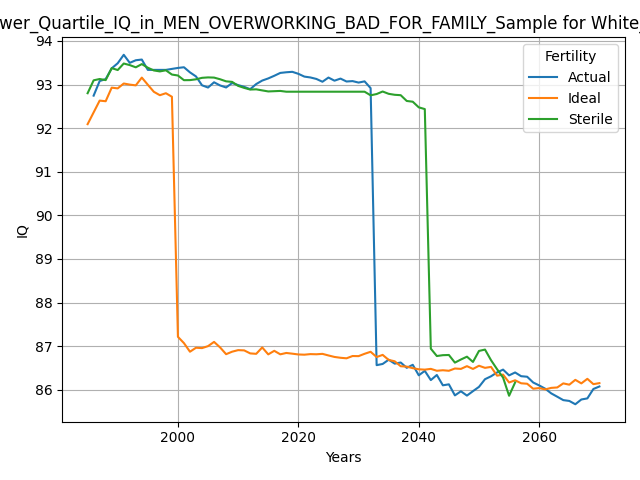 wer_Quartile_IQ_in_MEN_OVERWORKING_BAD_FOR_FAMILY_Sample for White_
94
93
92
91
90
89
88
87
86
IQ
Fertility
Actual
Ideal
Sterile
2000
2020
2040
2060
Years